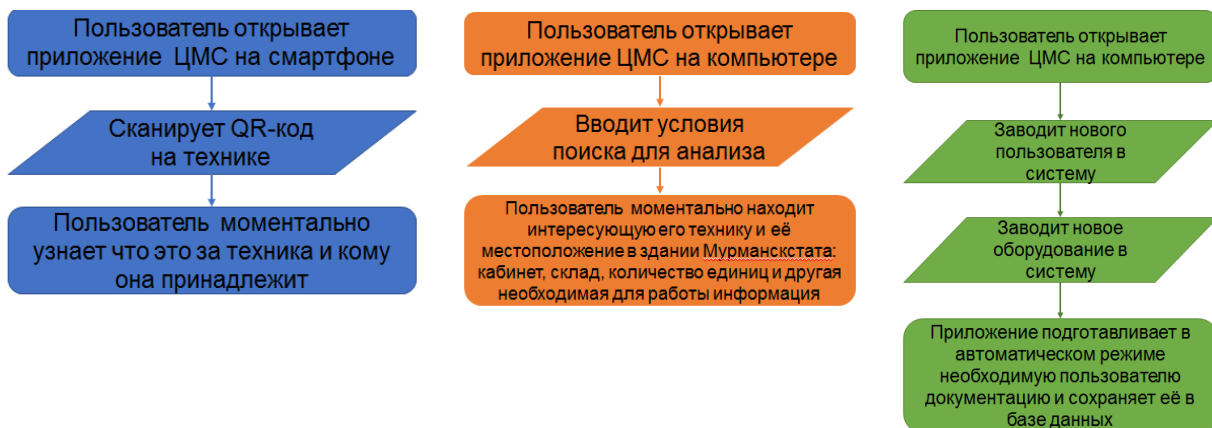 Пользователь открывает
приложение ЦМС на смартфоне
Сканирует QR-код
на технике
Пользователь моментально
узнает что это за техника и кому
она принадлежит
Пользователь открывает
приложение ЦМС на компьютере
Вводит условия
поиска для анализа
Пользователь моментально находит
интересующую его технику и её
местоположение в здании Мурманскстата:
кабинет, склад, количество единиц и другая
необходимая для работы информация
Пользователь открывает
приложение ЦМС на компьютере
Заводит нового
пользователя в
систему
Заводит новое
оборудование в
систему
Приложение подготавливает в
автоматическом режиме
необходимую пользователю
документацию и сохраняет её в
базе данных